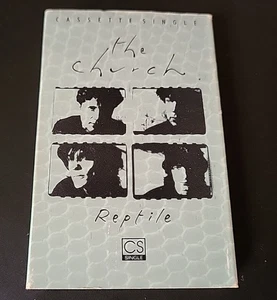 CASSETTE SINGLE
the
church.
Reptile
CS
SINGLE